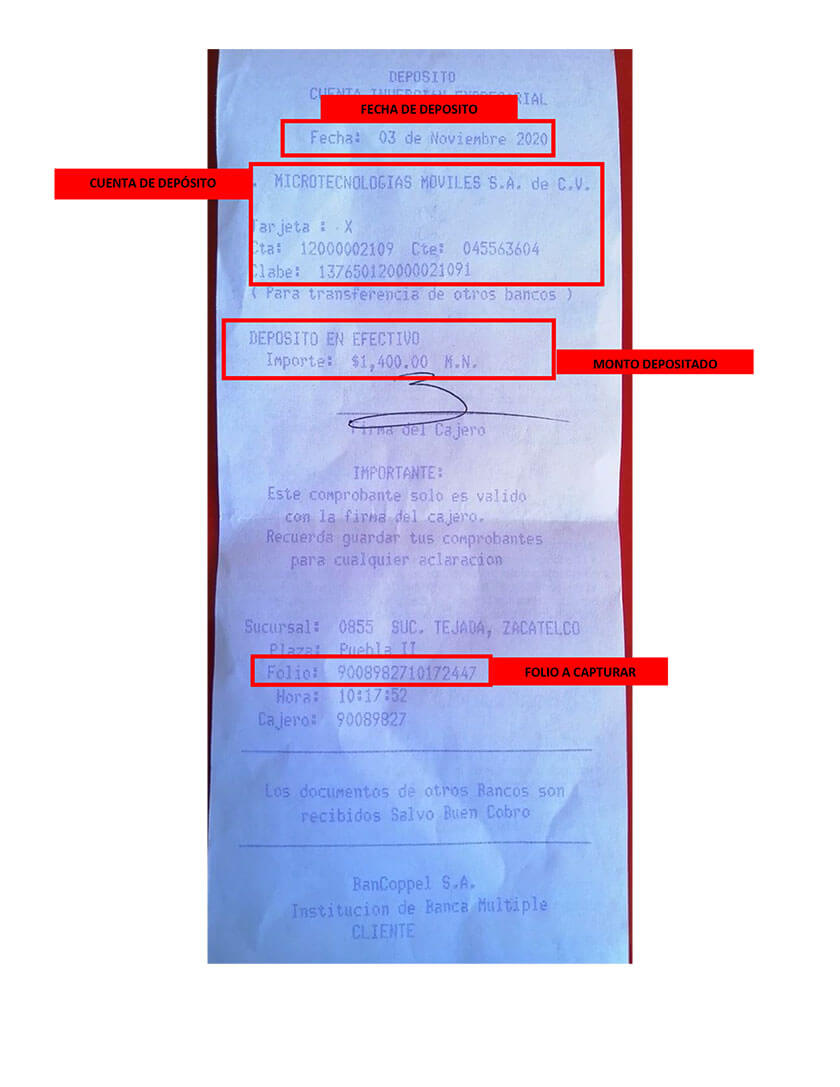 DEPOSITO
CUENTA INVERSIAN EMPRESARIAL
FECHA DE DEPOSITO
Fecha: 03 de Noviembre 2020
CUENTA DE DEPÓSITO
. MICROTECNOLOGIAS MOVILES S.A. de C.V.
Tarjeta : X
Cta: 12000002109 Cte: 045563604
Clabe: 137650120000021091
( Para transferencia de otros bancos )
DEPOSITO EN EFECTIVO
Importe: $1,400.00 M.N.
MONTO DEPOSITADO
Firma del Cajero
IMPORTANTE:
Este comprobante solo es valido
con la firma del cajero.
Recuerda guardar tus comprobantes
para cualquier aclaracion
Sucursal: 0855 SUC. TEJADA, ZACATELCO
Plaza: Puebla II
Folio: 9008982710172447
FOLIO A CAPTURAR
Hora: 10:17:52
Cajero: 90089827
Los documentos de otros Bancos son
recibidos Salvo Buen Cobro
BanCoppel S.A.
Institucion de Banca Multiple
CLIENTE